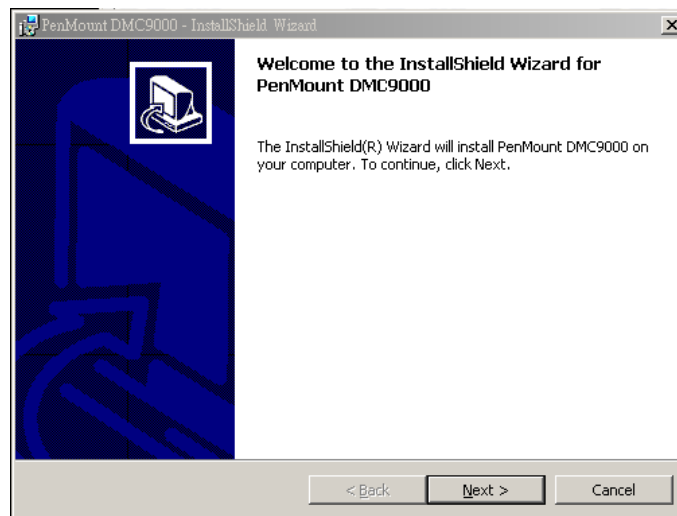 PenMount DMC9000 - InstallShield Wizard
Welcome to the InstallShield Wizard for
PenMount DMC9000
The InstallShield(R) Wizard will install PenMount DMC9000 on
your computer. To continue, click Next.
< Back
Next >
Cancel